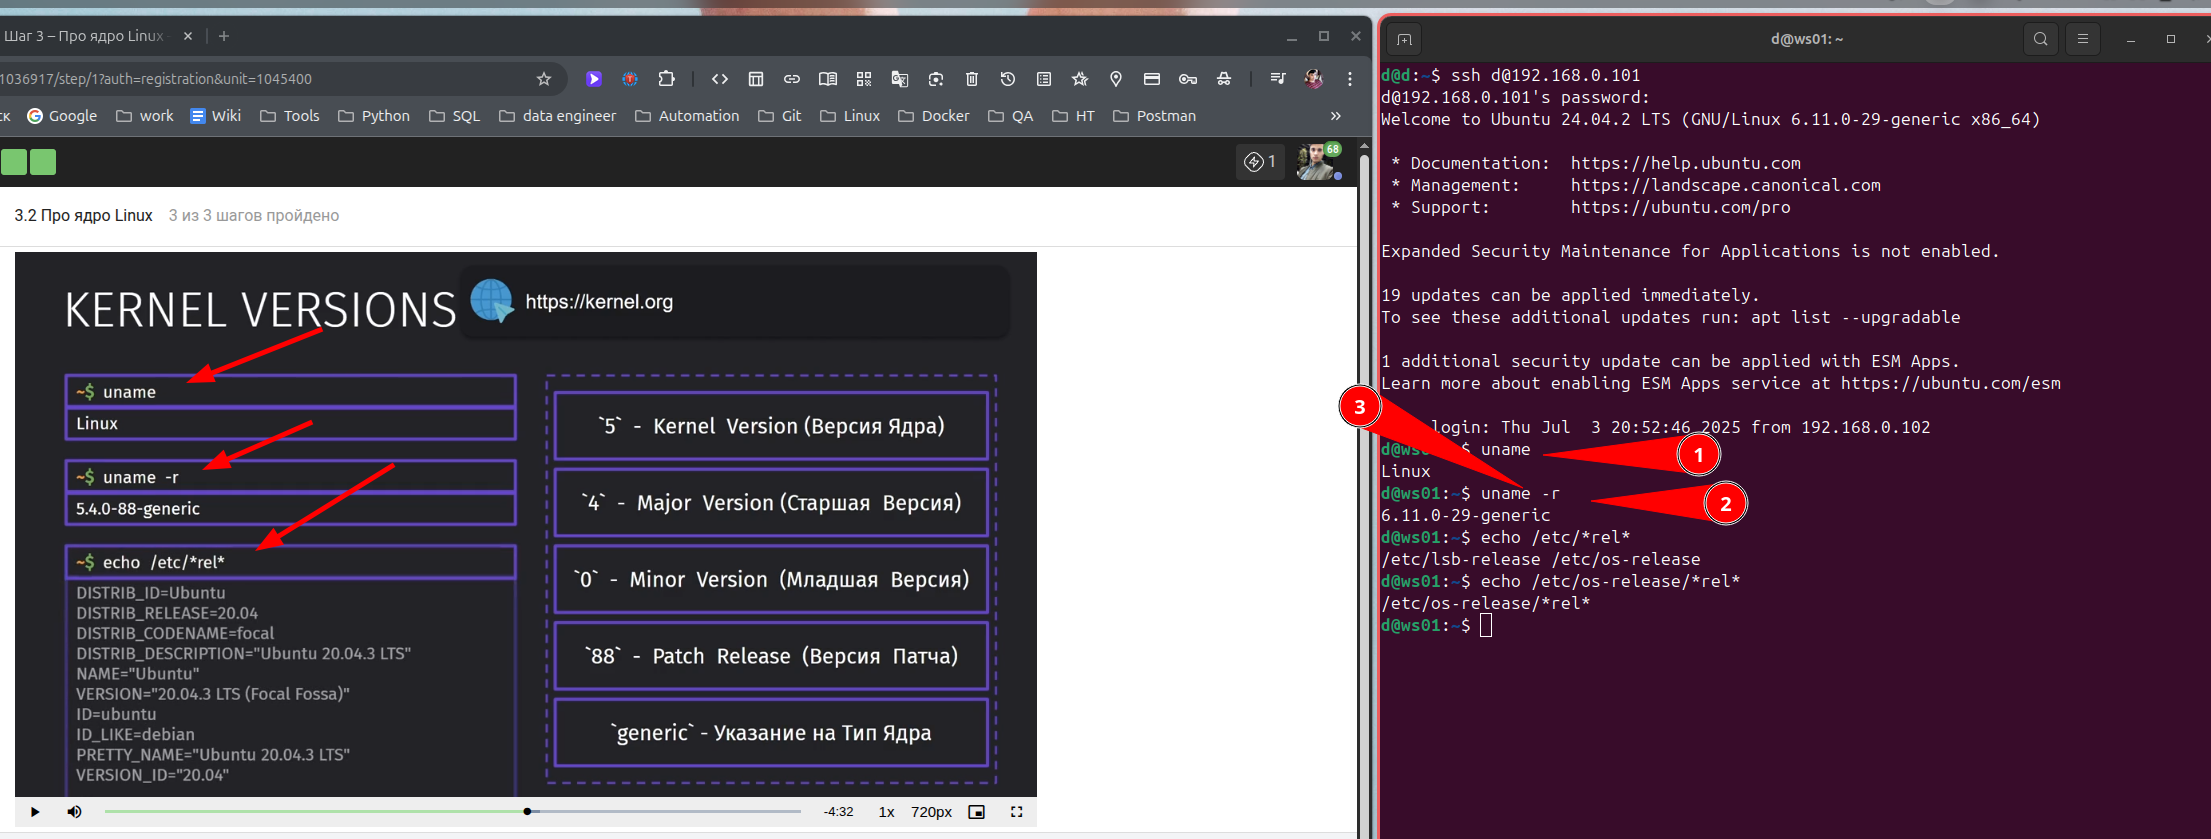 Шаг 3 – Про ядро Linux
1036917/step/1?auth=registration&unit=1045400
Google
work
Wiki
Tools
Python
SQL
data engineer
Automation
Git
Linux
Docker
QA
HT
Postman
»
1
68
3.2 Про ядро Linux 3 из 3 шагов пройдено
KERNEL VERSIONS
https://kernel.org
~$ uname
Linux
~$ uname -r
5.4.0-88-generic
~$ echo /etc/*rel*
DISTRIB_ID=Ubuntu
DISTRIB_RELEASE=20.04
DISTRIB_CODENAME=focal
DISTRIB_DESCRIPTION="Ubuntu 20.04.3 LTS"
NAME="Ubuntu"
VERSION="20.04.3 LTS (Focal Fossa)"
ID=ubuntu
ID_LIKE=debian
PRETTY_NAME="Ubuntu 20.04.3 LTS"
VERSION_ID="20.04"
`5` - Kernel Version (Версия Ядра)
`4` - Major Version (Старшая Версия)
`0` - Minor Version (Младшая Версия)
`88` - Patch Release (Версия Патча)
`generic` - Указание на Тип Ядра
-4:32 1x 720px
d@ws01: ~
d@d:~$ ssh d@192.168.0.101
d@192.168.0.101's password:
Welcome to Ubuntu 24.04.2 LTS (GNU/Linux 6.11.0-29-generic x86_64)
* Documentation: https://help.ubuntu.com
* Management: https://landscape.canonical.com
* Support: https://ubuntu.com/pro
Expanded Security Maintenance for Applications is not enabled.
19 updates can be applied immediately.
To see these additional updates run: apt list --upgradable
1 additional security update can be applied with ESM Apps.
Learn more about enabling ESM Apps service at https://ubuntu.com/esm
login: Thu Jul 3 20:52:46 2025 from 192.168.0.102
$ uname
Linux
d@ws01:~$ uname -r
6.11.0-29-generic
d@ws01:~$ echo /etc/*rel*
/etc/lsb-release /etc/os-release
d@ws01:~$ echo /etc/os-release/*rel*
/etc/os-release/*rel*
d@ws01:~$
3
1
2